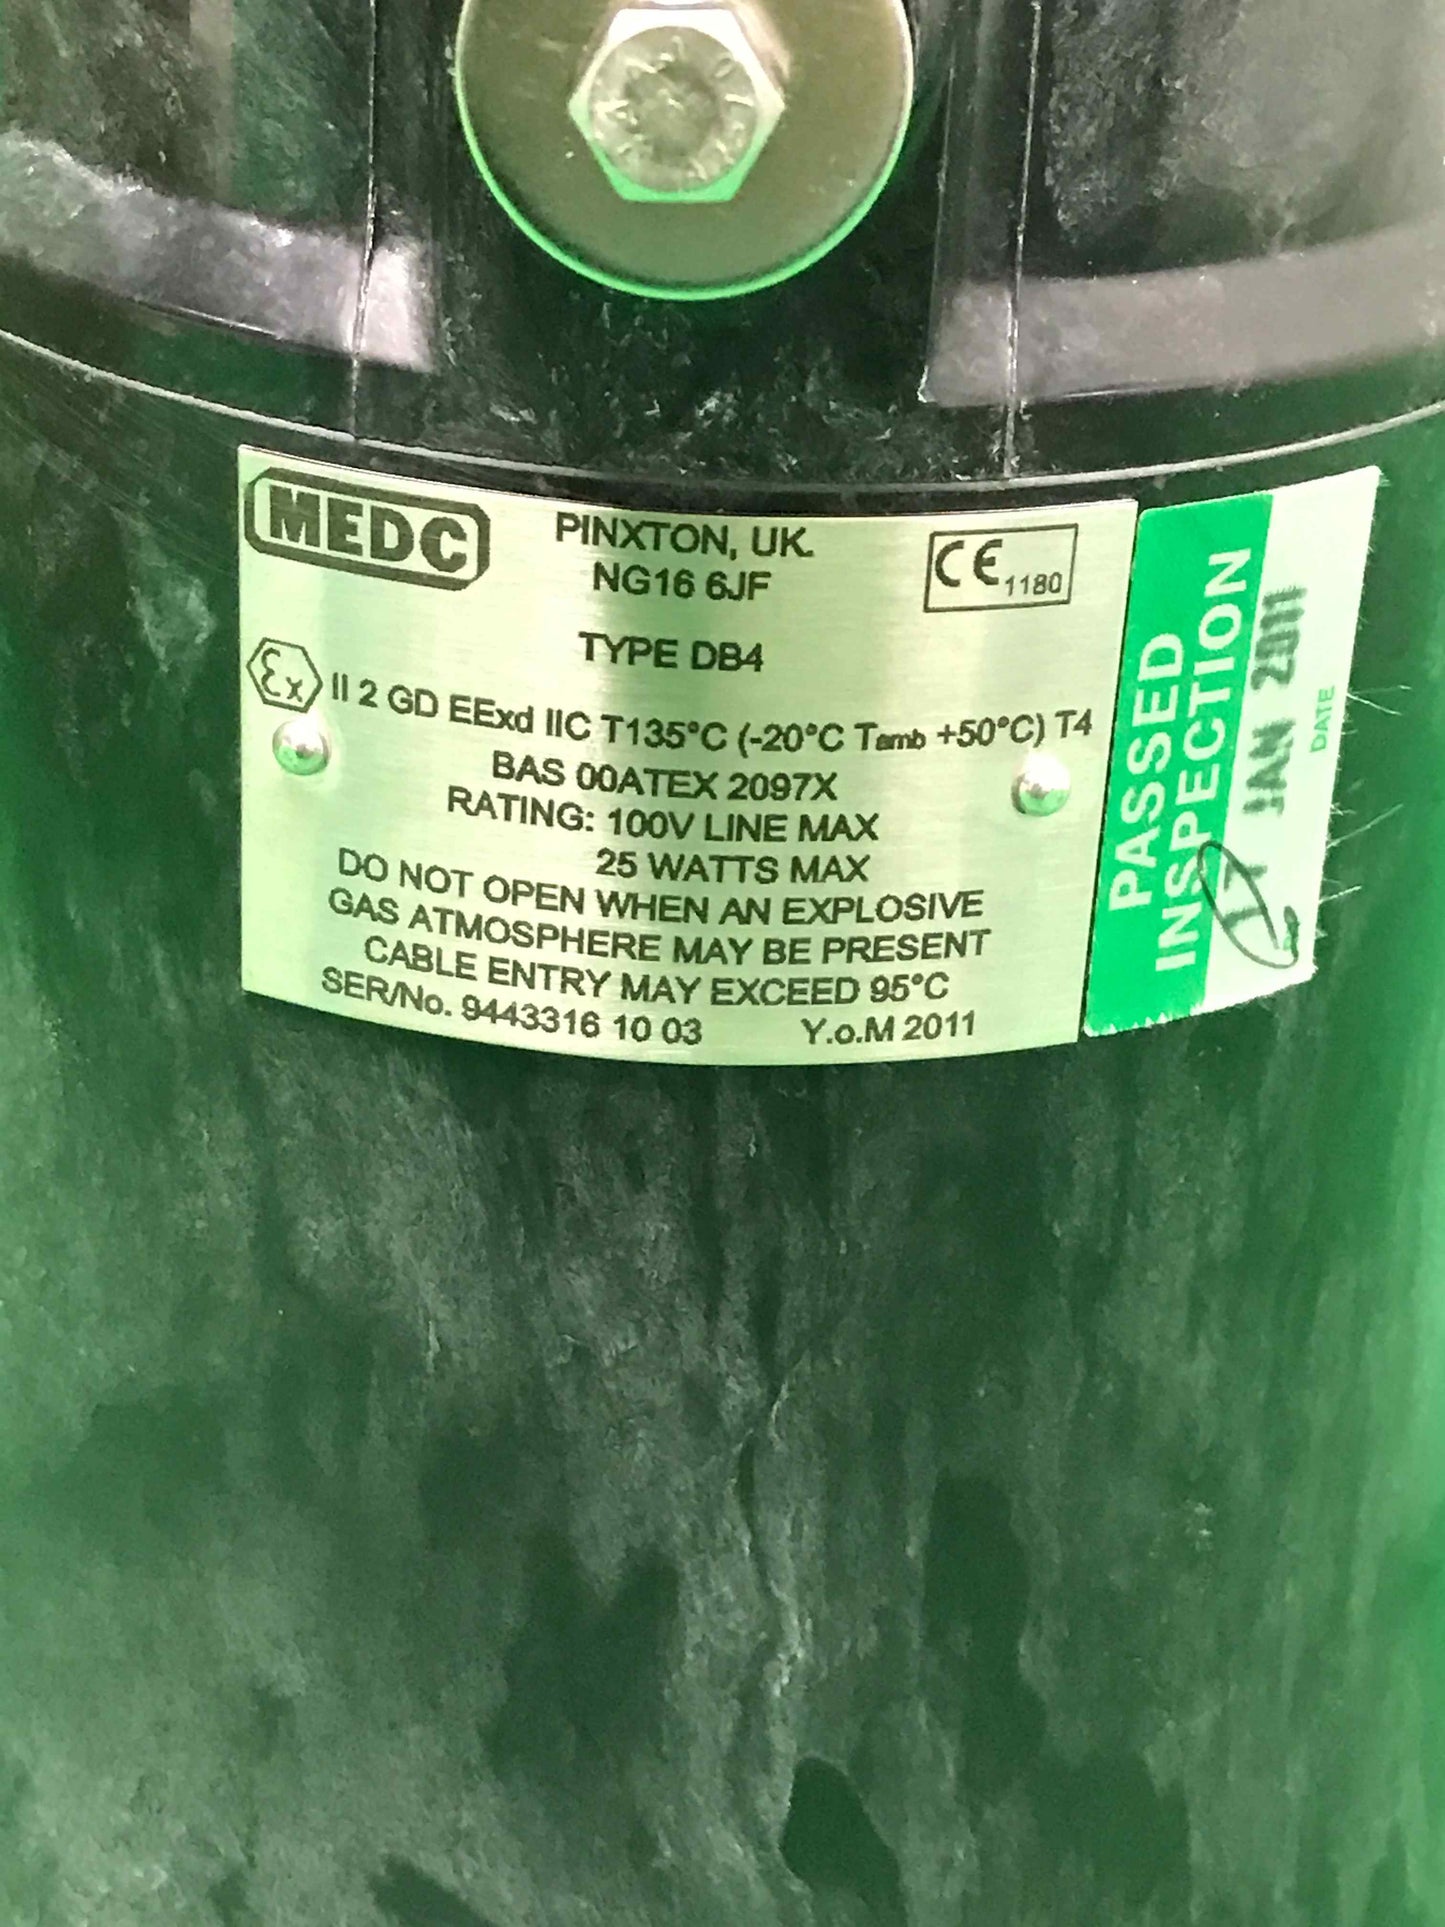 MEDC
PINXTON, UK.
NG16 6JF
CE 1180
TYPE DB4
Ex II 2 GD EExd IIC T135°C (-20°C Tamb +50°C) T4
BAS 00ATEX 2097X
RATING: 100V LINE MAX
25 WATTS MAX
DO NOT OPEN WHEN AN EXPLOSIVE
GAS ATMOSPHERE MAY BE PRESENT
CABLE ENTRY MAY EXCEED 95°C
SER/No. 9443316 10 03 Y.o.M 2011
PASSED
INSPECTION
17 JAN 2011
DATE